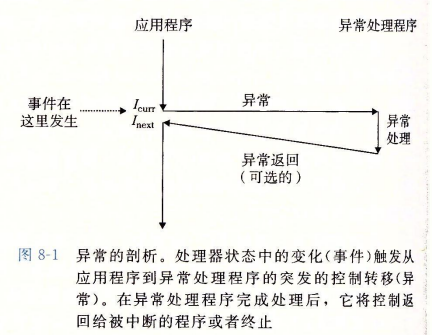 应用程序
异常处理程序
事件在
这里发生
Icurr
Inext
异常
异常
处理
异常返回
(可选的)
图 8-1 异常的剖析。处理器状态中的变化(事件)触发从
应用程序到异常处理程序的突发的控制转移(异
常)。在异常处理程序完成处理后，它将控制返
回给被中断的程序或者终止